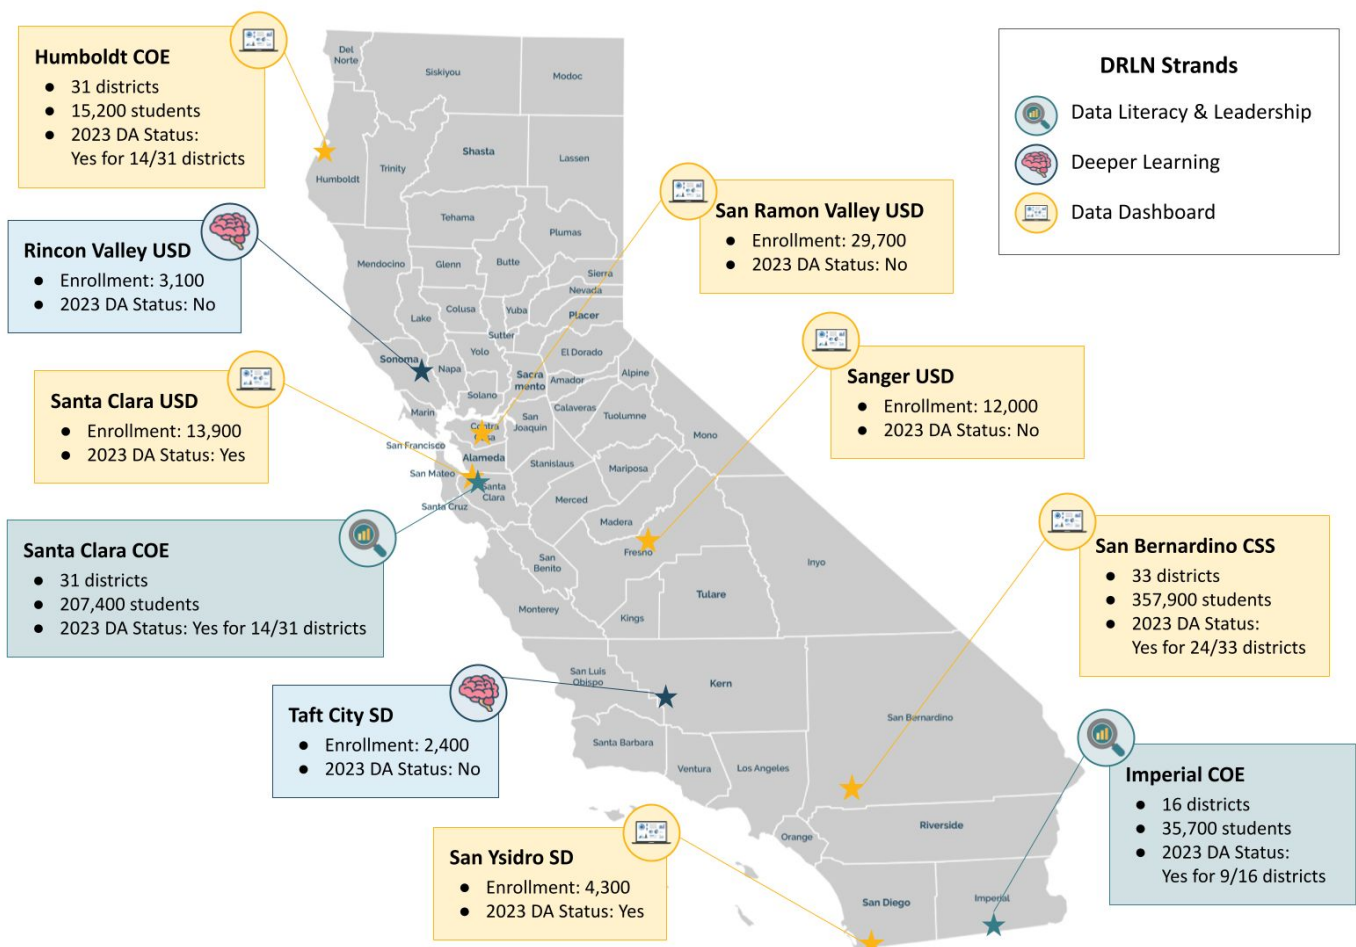 Humboldt COE
● 31 districts
● 15,200 students
● 2023 DA Status:
Yes for 14/31 districts
Rincon Valley USD
● Enrollment: 3,100
● 2023 DA Status: No
Santa Clara USD
● Enrollment: 13,900
● 2023 DA Status: Yes
Santa Clara COE
● 31 districts
● 207,400 students
● 2023 DA Status: Yes for 14/31 districts
Taft City SD
● Enrollment: 2,400
● 2023 DA Status: No
San Ysidro SD
● Enrollment: 4,300
● 2023 DA Status: Yes
San Ramon Valley USD
● Enrollment: 29,700
● 2023 DA Status: No
Sanger USD
● Enrollment: 12,000
● 2023 DA Status: No
San Bernardino CSS
● 33 districts
● 357,900 students
● 2023 DA Status:
Yes for 24/33 districts
Imperial COE
● 16 districts
● 35,700 students
● 2023 DA Status:
Yes for 9/16 districts
DRLN Strands
Data Literacy & Leadership
Deeper Learning
Data Dashboard
Del
Norte
Siskiyou
Modoc
Humboldt
Trinity
Shasta
Lassen
Tehama
Plumas
Mendocino
Glenn
Butte
Sierra
Nevada
Lake
Colusa
Yuba
Placer
Sutter
Sonoma
Napa
Yolo
El Dorado
Sacra
mento
Amador
Alpine
Solano
Marin
Calaveras
Tuolumne
San
Joaquin
Contra
Costa
Mono
San Francisco
Alameda
Stanislaus
Mariposa
San Mateo
Santa
Clara
Santa Cruz
Merced
Madera
Fresno
San
Benito
Inyo
Monterey
Kings
Tulare
San Luis
Obispo
Kern
San Bernardino
Santa Barbara
Ventura
Los Angeles
Orange
Riverside
San Diego
Imperial